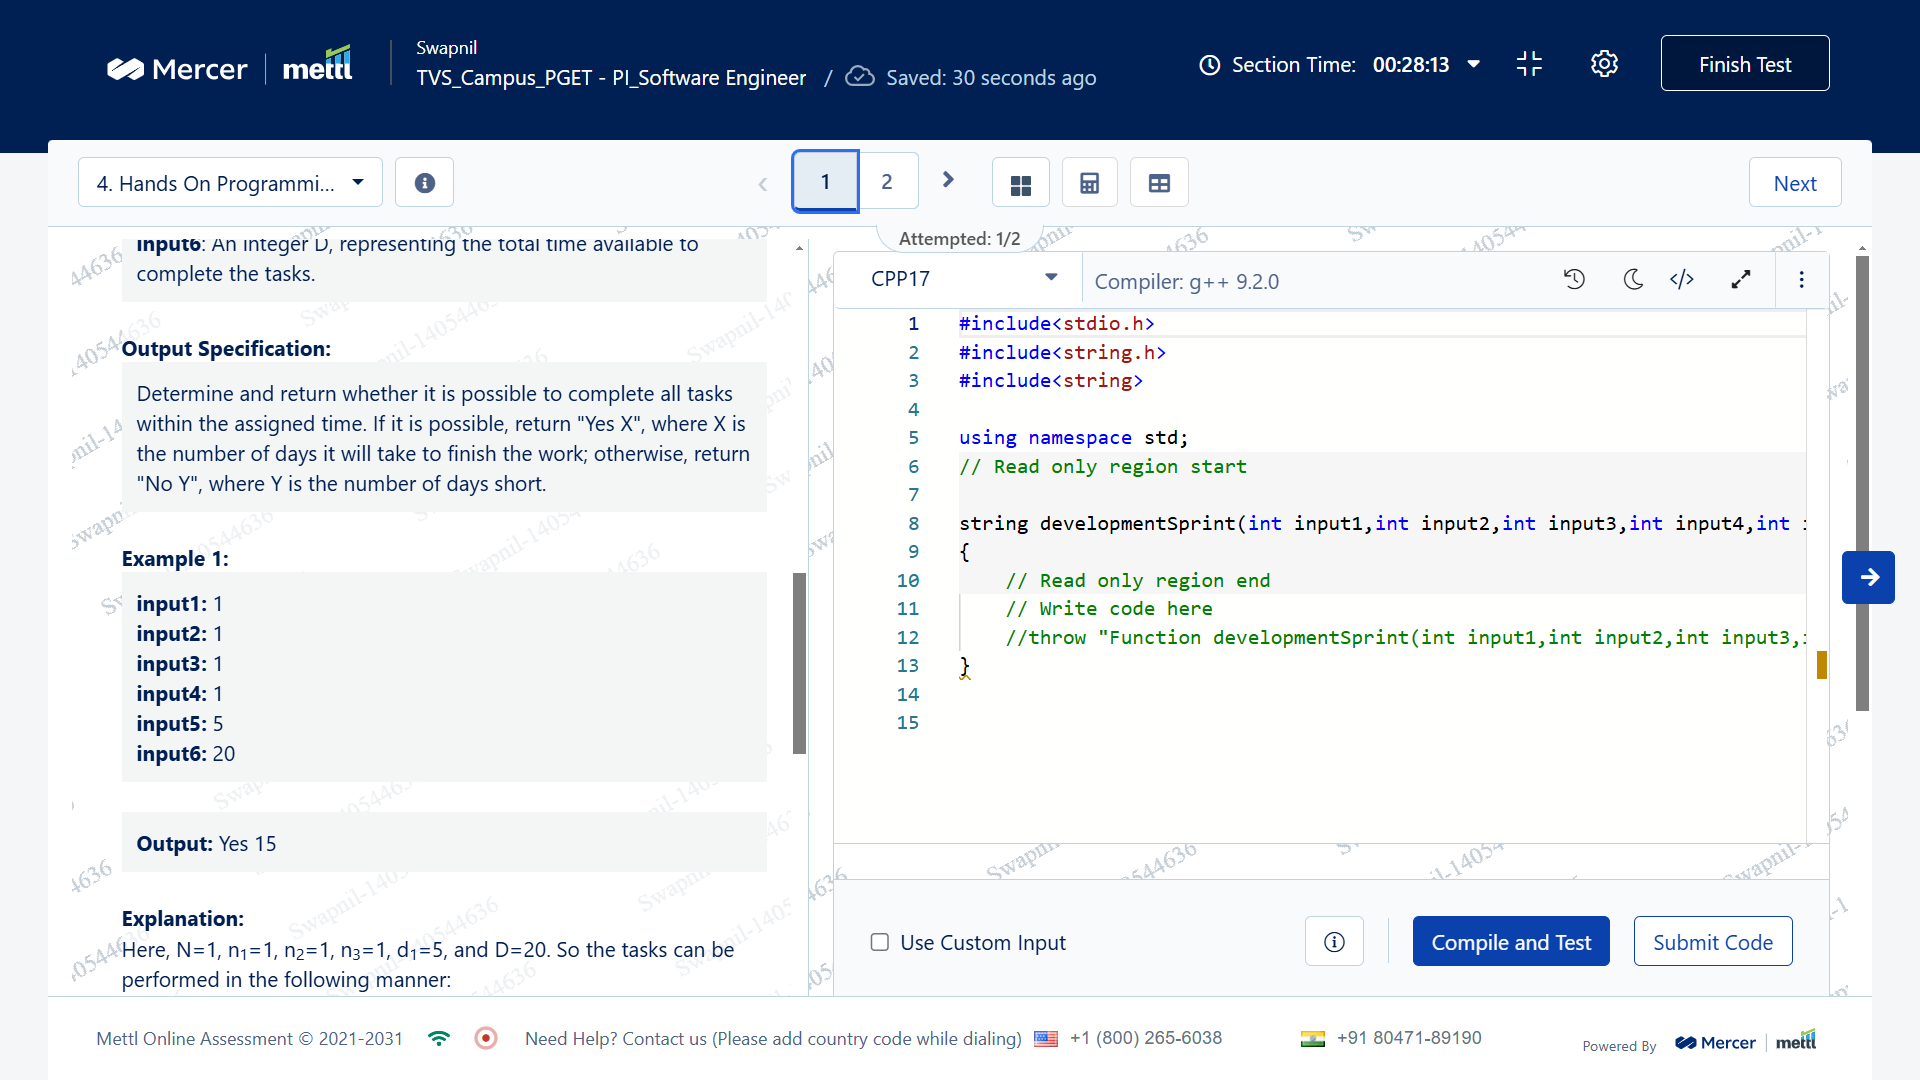 Mercer mettl
Swapnil
TVS_Campus_PGET - PI_Software Engineer / Saved: 30 seconds ago
Section Time: 00:28:13
Finish Test
4. Hands On Programmi...
1
2
Next
Attempted: 1/2
input6: An integer D, representing the total time available to
complete the tasks.
Output Specification:
Determine and return whether it is possible to complete all tasks
within the assigned time. If it is possible, return "Yes X", where X is
the number of days it will take to finish the work; otherwise, return
"No Y", where Y is the number of days short.
Example 1:
input1: 1
input2: 1
input3: 1
input4: 1
input5: 5
input6: 20
Output: Yes 15
Explanation:
Here, N=1, n1=1, n2=1, n3=1, d1=5, and D=20. So the tasks can be
performed in the following manner:
CPP17
Compiler: g++ 9.2.0
1 #include<stdio.h>
2 #include<string.h>
3 #include<string>
4
5 using namespace std;
6 // Read only region start
7
8 string developmentSprint(int input1,int input2,int input3,int input4,int
9 {
10 // Read only region end
11 // Write code here
12 //throw "Function developmentSprint(int input1,int input2,int input3,
13 }
14
15
Use Custom Input
Compile and Test
Submit Code
Mettl Online Assessment © 2021-2031
Need Help? Contact us (Please add country code while dialing)
+1 (800) 265-6038
+91 80471-89190
Powered By Mercer mettl
Swapnil-140544636